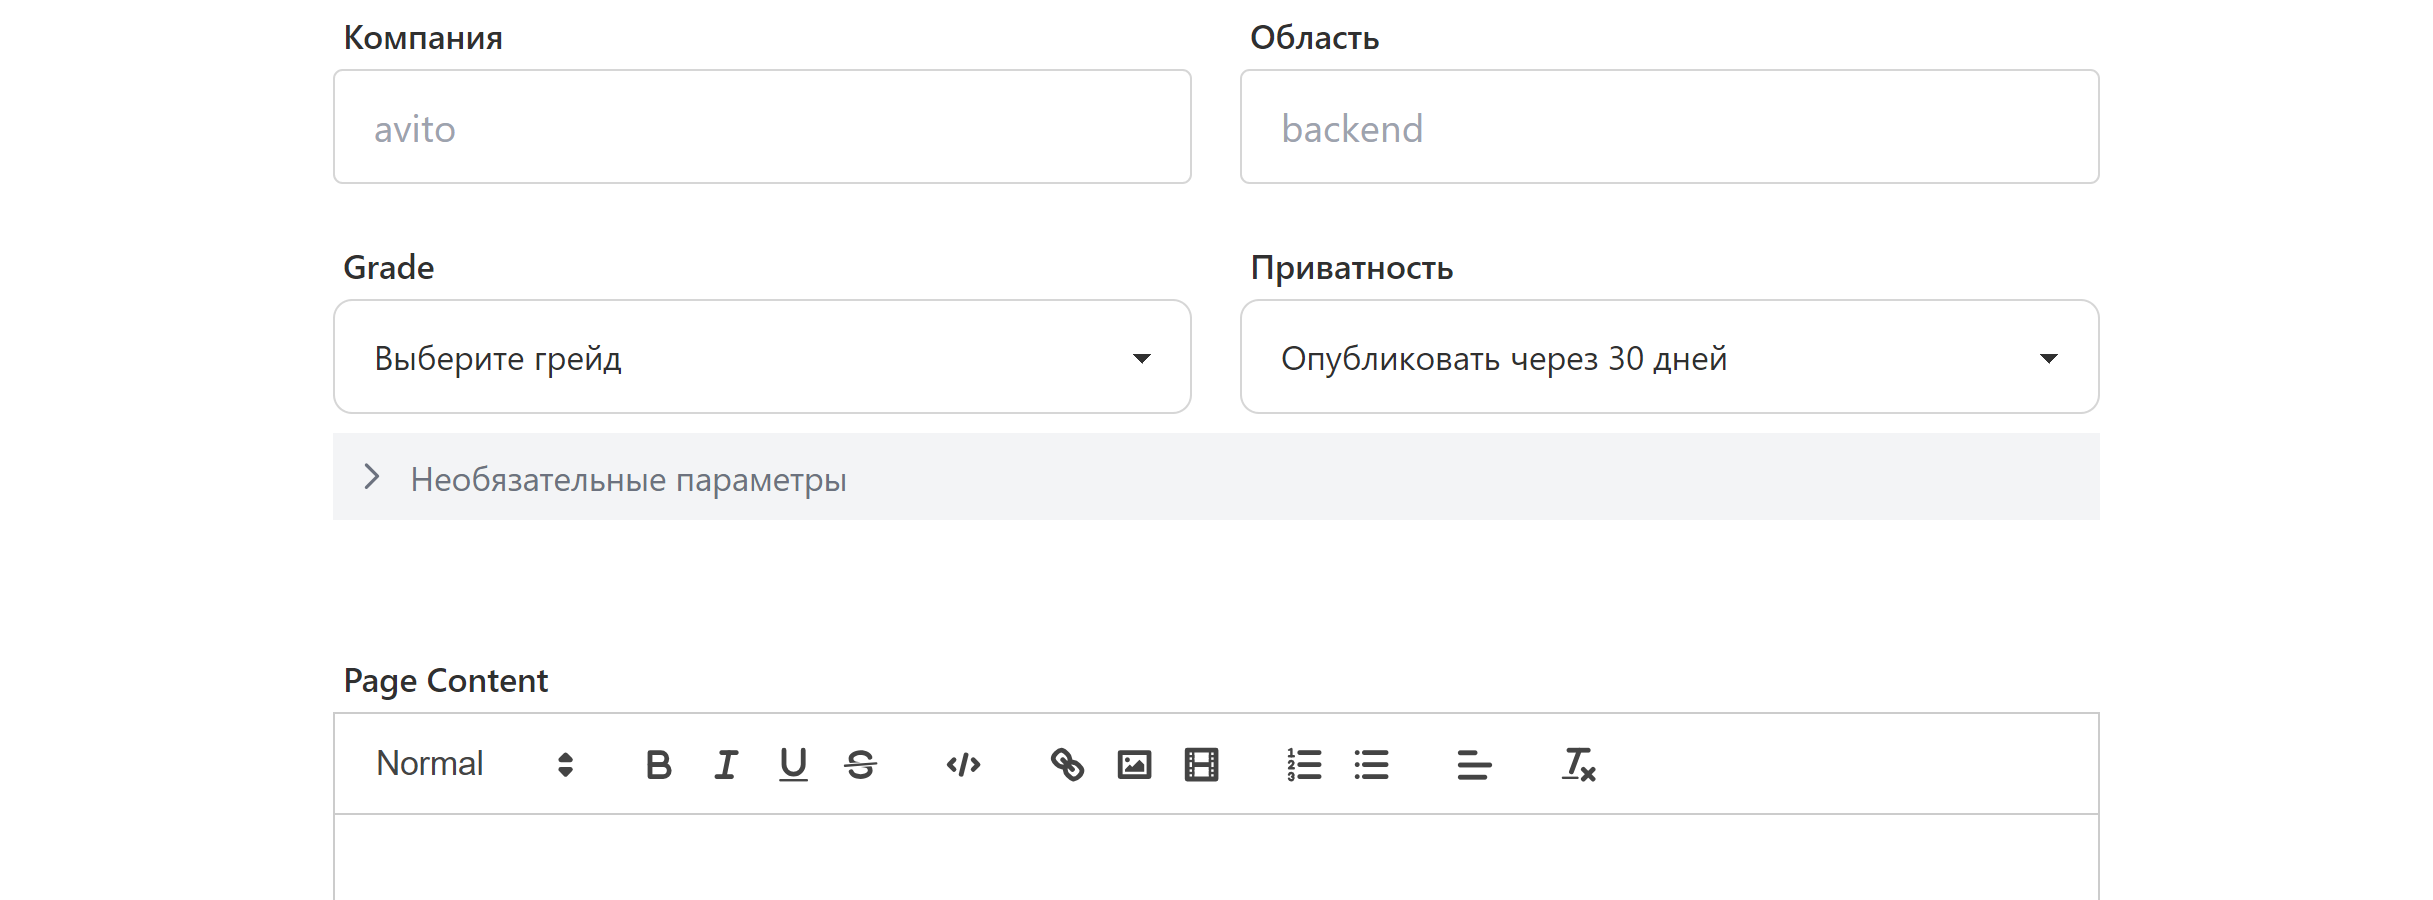 Компания
Область
avito
backend
Grade
Приватность
Выберите грейд
Опубликовать через 30 дней
Необязательные параметры
Page Content
Normal